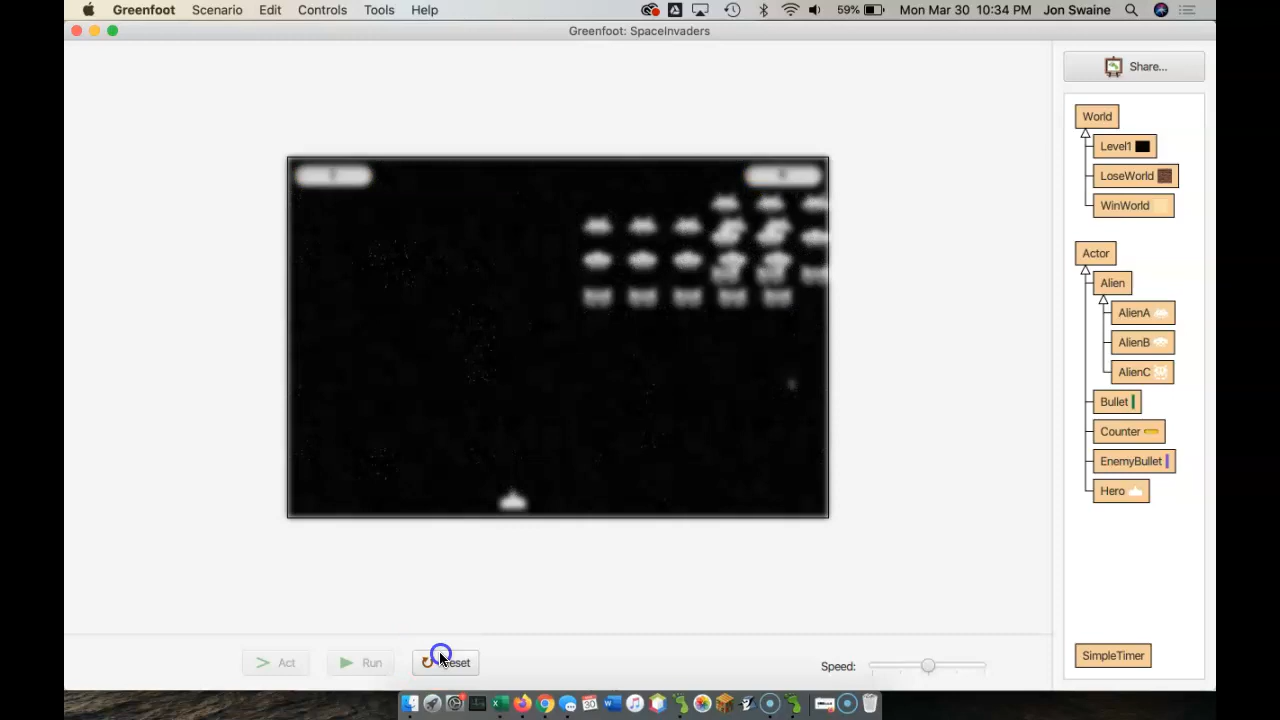 Greenfoot Scenario Edit Controls Tools Help 59% Mon Mar 30 10:34 PM Jon Swaine
Greenfoot: SpaceInvaders
Share...
World
Level1
LoseWorld
WinWorld
Actor
Alien
AlienA
AlienB
AlienC
Bullet
Counter
EnemyBullet
Hero
SimpleTimer
Act Run Reset Speed: